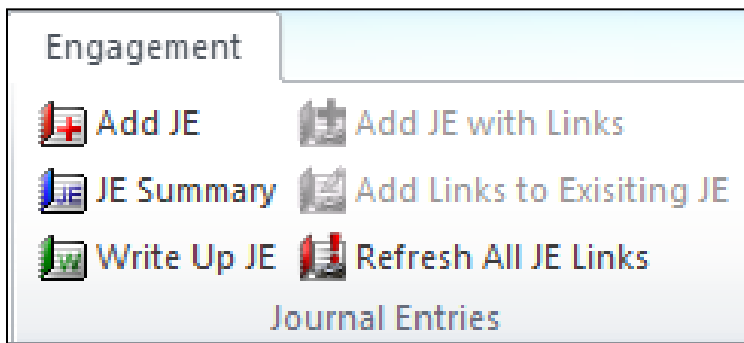 Engagement
Add JE
Add JE with Links
JE Summary
Add Links to Exisiting JE
Write Up JE
Refresh All JE Links
Journal Entries